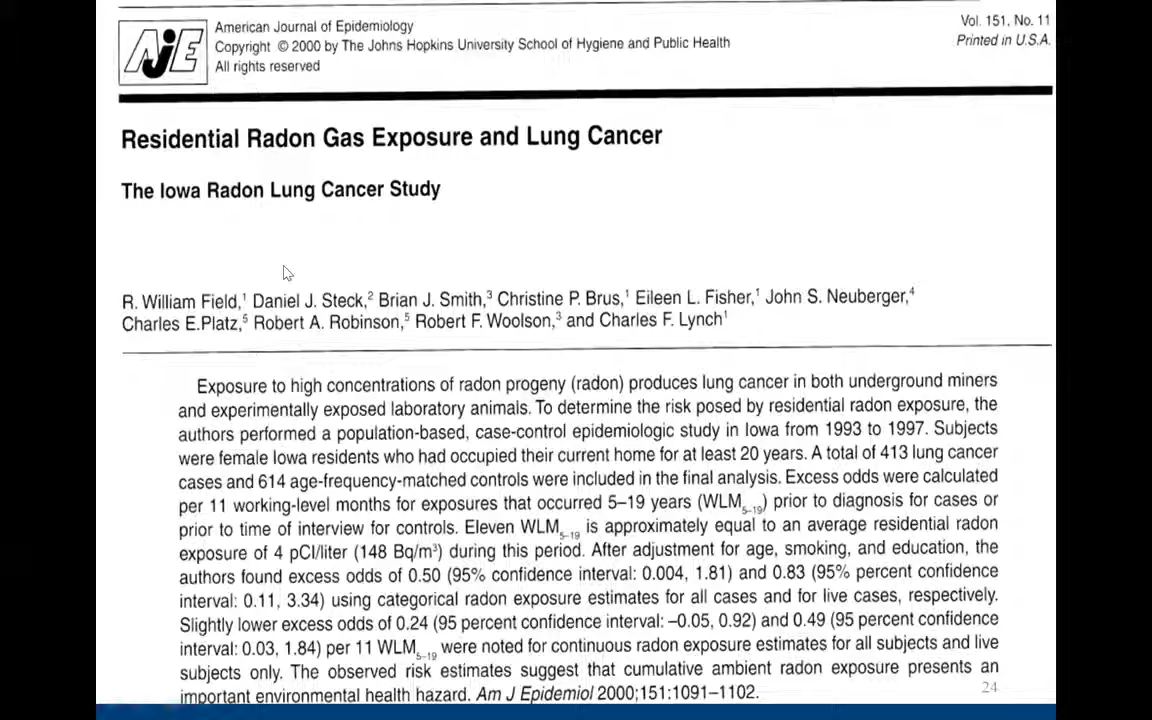 AJE
American Journal of Epidemiology
Copyright © 2000 by The Johns Hopkins University School of Hygiene and Public Health
All rights reserved
Vol. 151, No. 11
Printed in U.S.A.
Residential Radon Gas Exposure and Lung Cancer
The Iowa Radon Lung Cancer Study
R. William Field,¹ Daniel J. Steck,² Brian J. Smith,³ Christine P. Brus,¹ Eileen L. Fisher,¹ John S. Neuberger,⁴
Charles E.Platz,⁵ Robert A. Robinson,⁵ Robert F. Woolson,³ and Charles F. Lynch¹
Exposure to high concentrations of radon progeny (radon) produces lung cancer in both underground miners
and experimentally exposed laboratory animals. To determine the risk posed by residential radon exposure, the
authors performed a population-based, case-control epidemiologic study in Iowa from 1993 to 1997. Subjects
were female Iowa residents who had occupied their current home for at least 20 years. A total of 413 lung cancer
cases and 614 age-frequency-matched controls were included in the final analysis. Excess odds were calculated
per 11 working-level months for exposures that occurred 5–19 years (WLM₅₋₁₉) prior to diagnosis for cases or
prior to time of interview for controls. Eleven WLM₅₋₁₉ is approximately equal to an average residential radon
exposure of 4 pCI/liter (148 Bq/m³) during this period. After adjustment for age, smoking, and education, the
authors found excess odds of 0.50 (95% confidence interval: 0.004, 1.81) and 0.83 (95% percent confidence
interval: 0.11, 3.34) using categorical radon exposure estimates for all cases and for live cases, respectively.
Slightly lower excess odds of 0.24 (95 percent confidence interval: –0.05, 0.92) and 0.49 (95 percent confidence
interval: 0.03, 1.84) per 11 WLM₅₋₁₉ were noted for continuous radon exposure estimates for all subjects and live
subjects only. The observed risk estimates suggest that cumulative ambient radon exposure presents an
important environmental health hazard. Am J Epidemiol 2000;151:1091–1102.
24